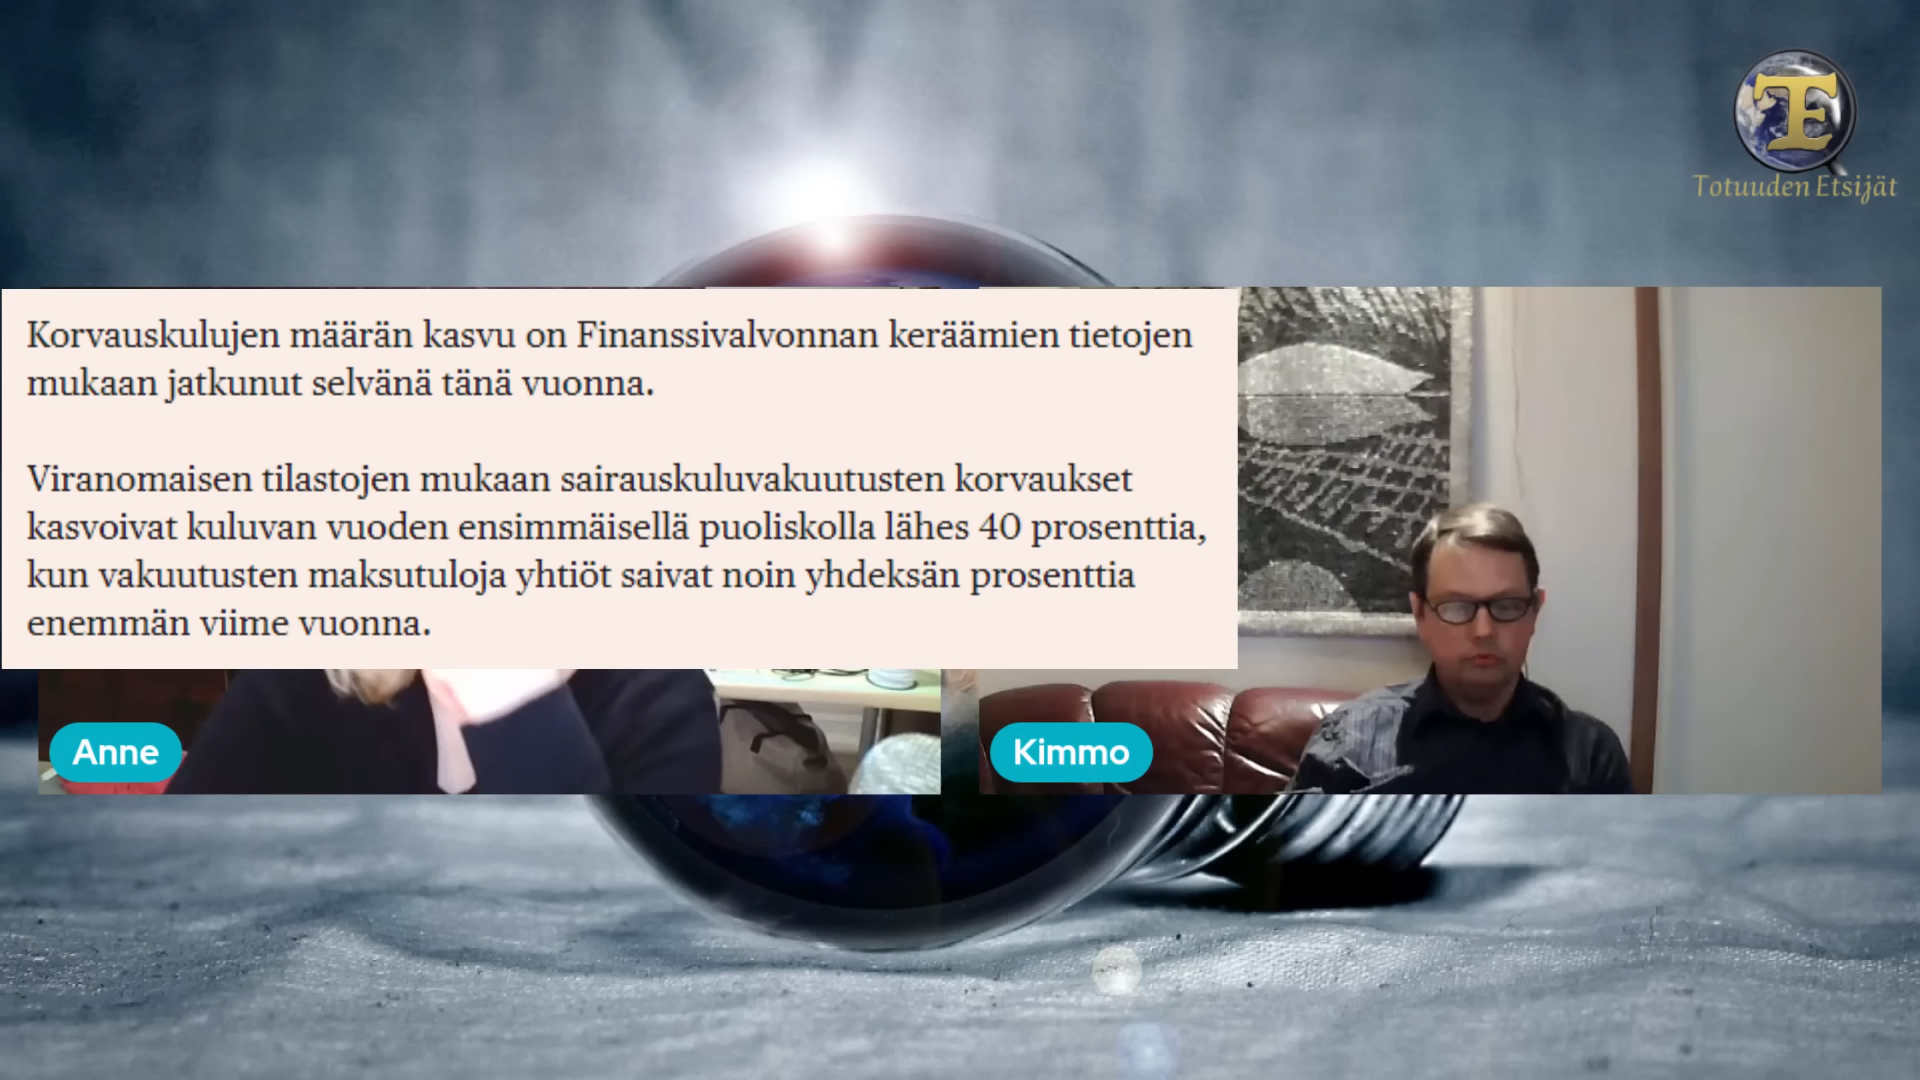 TE
Totuuden Etsijät
Korvauskulujen määrän kasvu on Finanssivalvonnan keräämien tietojen
mukaan jatkunut selvänä tänä vuonna.
Viranomaisen tilastojen mukaan sairauskuluvakuutusten korvaukset
kasvoivat kuluvan vuoden ensimmäisellä puoliskolla lähes 40 prosenttia,
kun vakuutusten maksutuloja yhtiöt saivat noin yhdeksän prosenttia
enemmän viime vuonna.
Anne
Kimmo